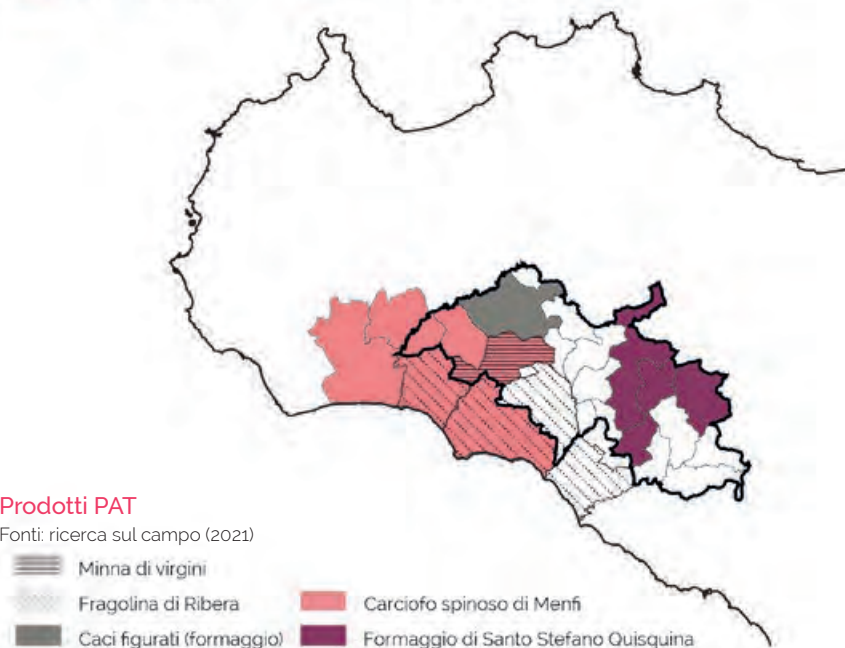 Prodotti PAT
Fonti: ricerca sul campo (2021)
Minna di virgini
Fragolina di Ribera
Carciofo spinoso di Menfi
Caci figurati (formaggio)
Formaggio di Santo Stefano Quisquina